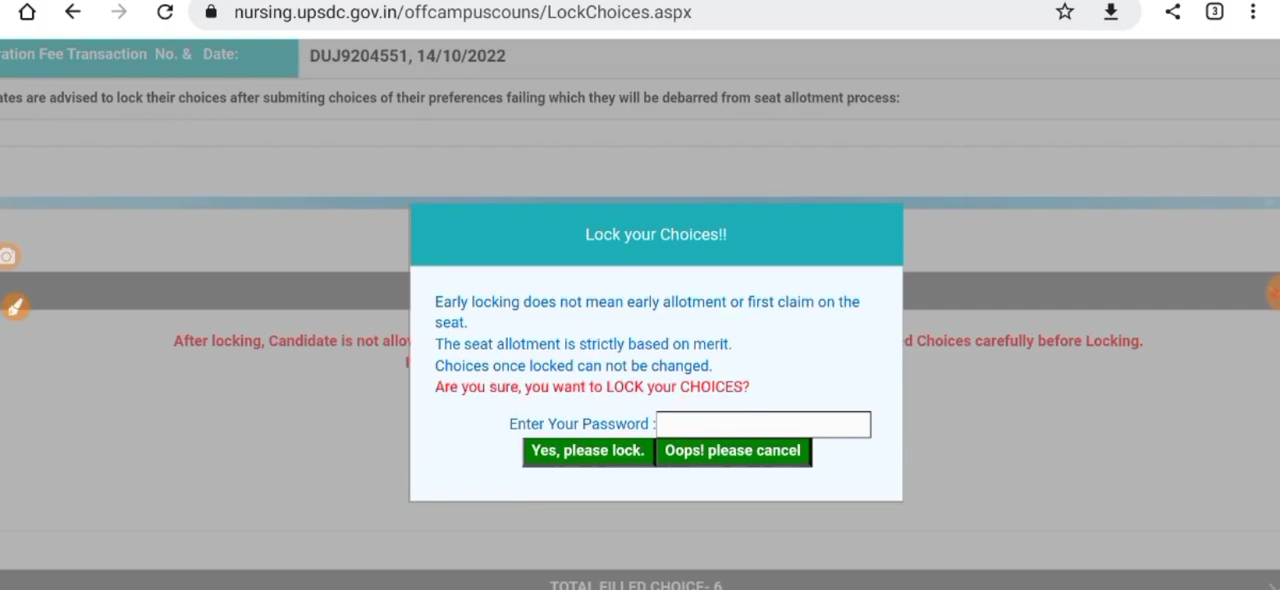 nursing.upsdc.gov.in/offcampuscouns/LockChoices.aspx
3
ation Fee Transaction No. & Date:
DUJ9204551, 14/10/2022
ates are advised to lock their choices after submiting choices of their preferences failing which they will be debarred from seat allotment process:
Lock your Choices!!
Early locking does not mean early allotment or first claim on the
seat.
The seat allotment is strictly based on merit.
After locking, Candidate is not allo
d Choices carefully before Locking.
Choices once locked can not be changed.
Are you sure, you want to LOCK your CHOICES?
Enter Your Password :
Yes, please lock.
Oops! please cancel
TOTAL FILLED CHOICE- 6